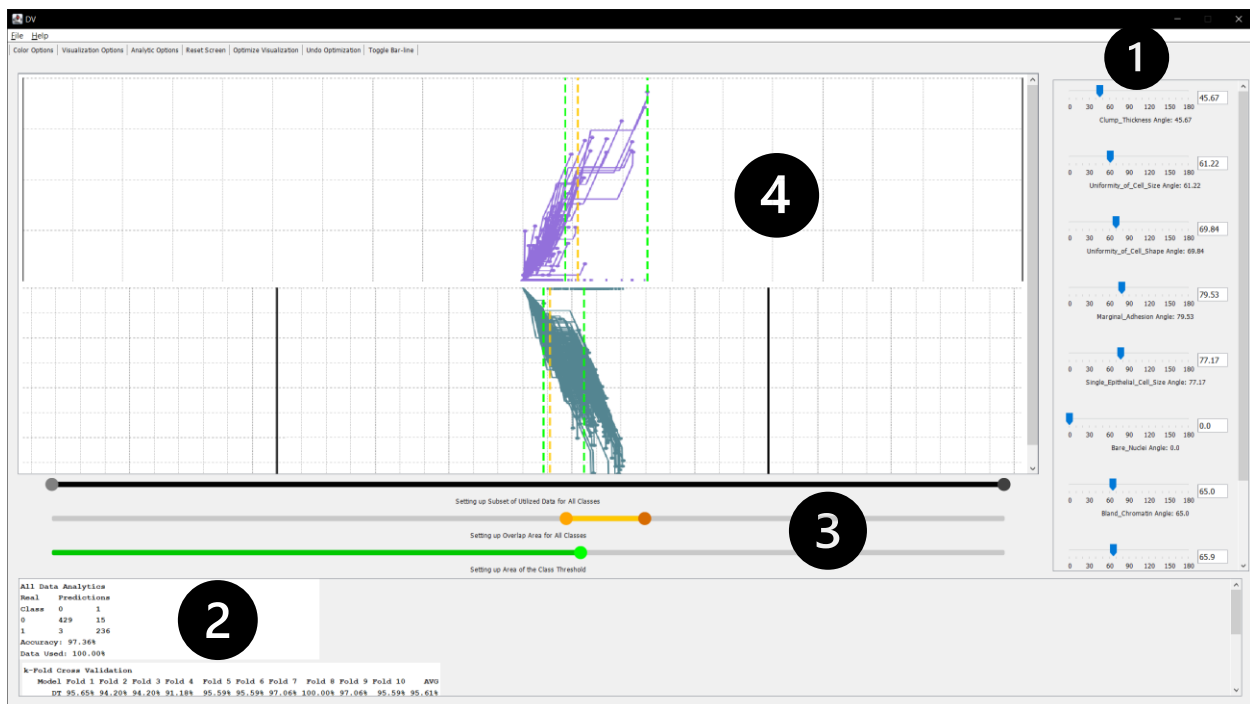 DV
File Help
Color Options Visualization Options Analytic Options Reset Screen Optimize Visualization Undo Optimization Toggle Bar-line
1
45.67
0 30 60 90 120 150 180
Clump_Thickness Angle: 45.67
61.22
0 30 60 90 120 150 180
Uniformity_of_Cell_Size Angle: 61.22
69.84
0 30 60 90 120 150 180
Uniformity_of_Cell_Shape Angle: 69.84
79.53
0 30 60 90 120 150 180
Marginal_Adhesion Angle: 79.53
77.17
0 30 60 90 120 150 180
Single_Epithelial_Cell_Size Angle: 77.17
0.0
0 30 60 90 120 150 180
Bare_Nuclei Angle: 0.0
65.0
0 30 60 90 120 150 180
Bland_Chromatin Angle: 65.0
65.9
0 30 60 90 120 150 180
4
Setting up Subset of Utilized Data for All Classes
3
Setting up Overlap Area for All Classes
Setting up Area of the Class Threshold
2
All Data Analytics
Real Predictions
Class 0 1
0 429 15
1 3 236
Accuracy: 97.36%
Data Used: 100.00%
k-Fold Cross Validation
Model Fold 1 Fold 2 Fold 3 Fold 4 Fold 5 Fold 6 Fold 7 Fold 8 Fold 9 Fold 10 AVG
DT 95.65% 94.20% 94.20% 91.18% 95.59% 95.59% 97.06% 100.00% 97.06% 95.59% 95.61%